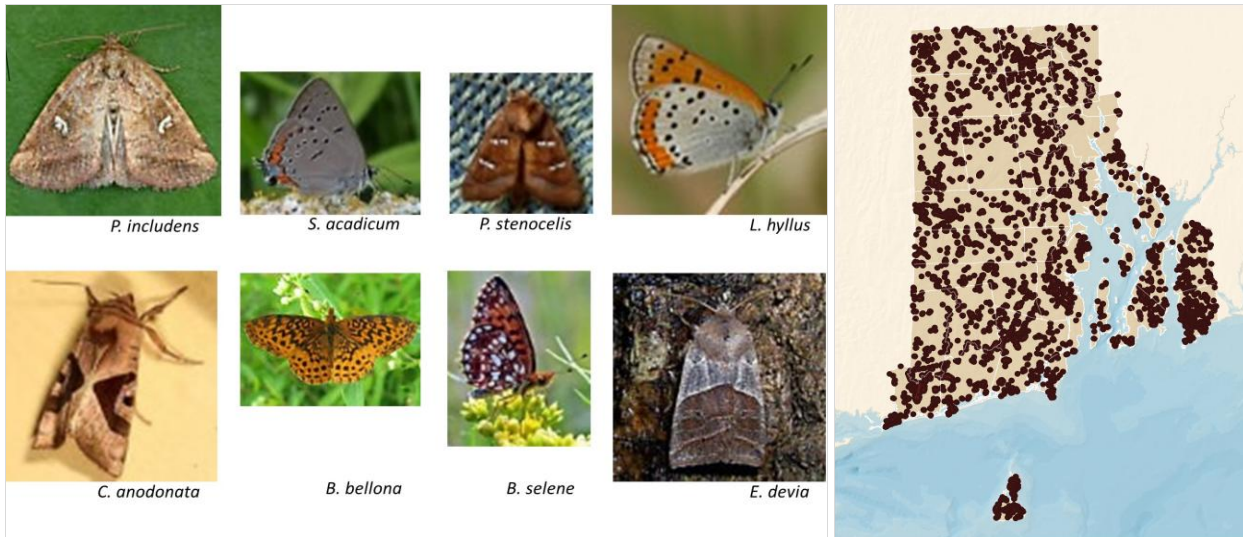 P. includens
S. acadicum
P. stenocelis
L. hyllus
C. anodonata
B. bellona
B. selene
E. devia